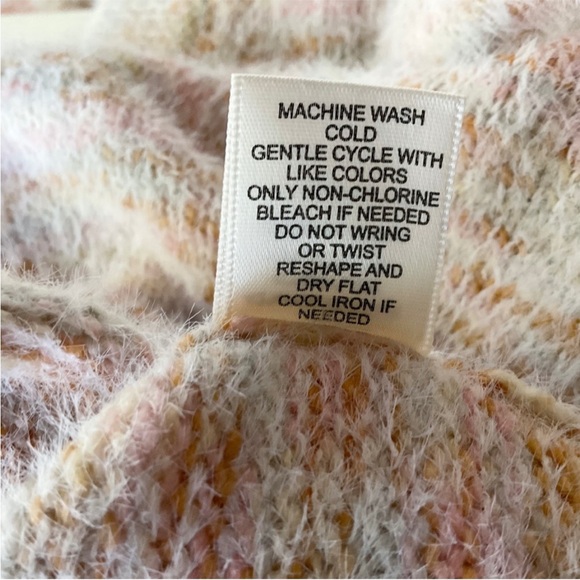 MACHINE WASH
COLD
GENTLE CYCLE WITH
LIKE COLORS
ONLY NON-CHLORINE
BLEACH IF NEEDED
DO NOT WRING
OR TWIST
RESHAPE AND
DRY FLAT
COOL IRON IF
NEEDED